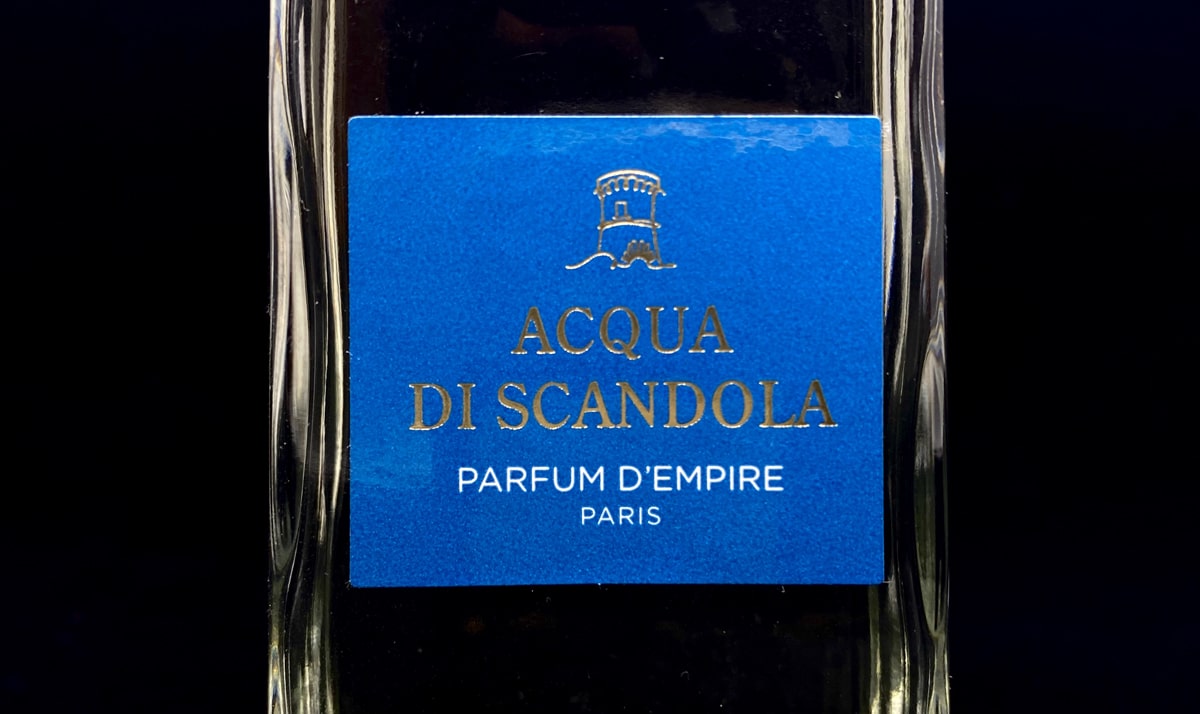 ACQUA
DI SCANDOLA
PARFUM D'EMPIRE
PARIS